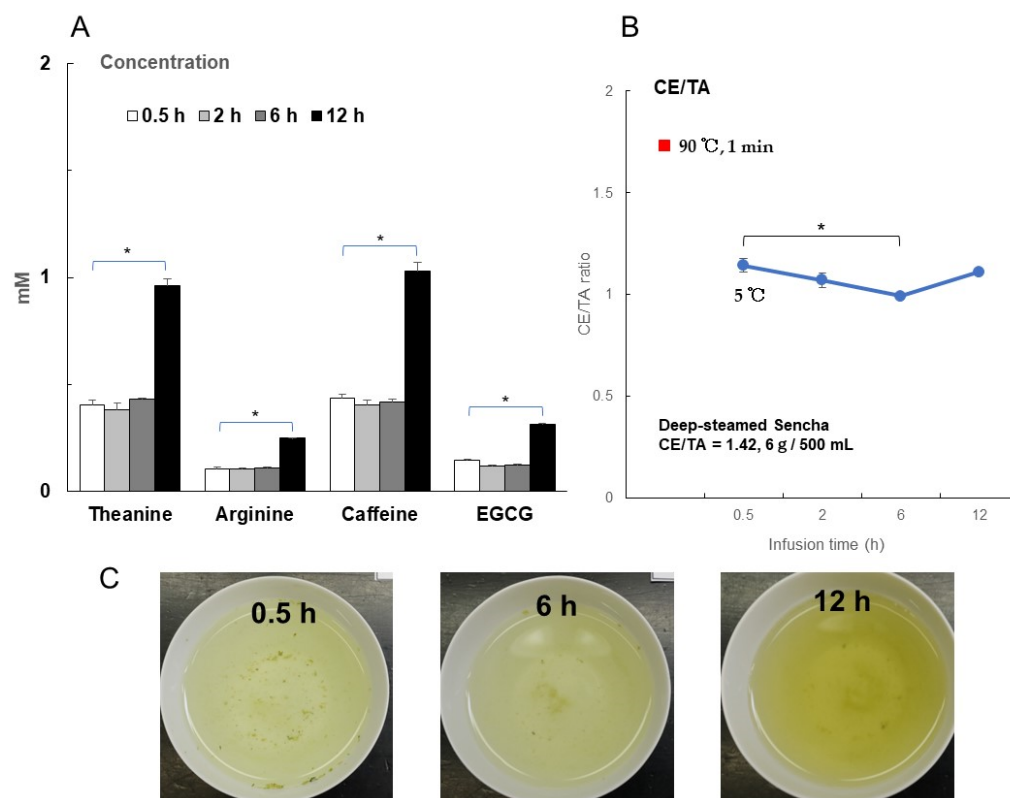 A
Concentration
2
1
0
mM
0.5 h 2 h 6 h 12 h
*
*
*
*
Theanine Arginine Caffeine EGCG
B
CE/TA
90 ℃, 1 min
2
1.5
1
0.5
0
CE/TA ratio
*
5 ℃
Deep-steamed Sencha
CE/TA = 1.42, 6 g / 500 mL
0.5 2 6 12
Infusion time (h)
C
0.5 h
6 h
12 h